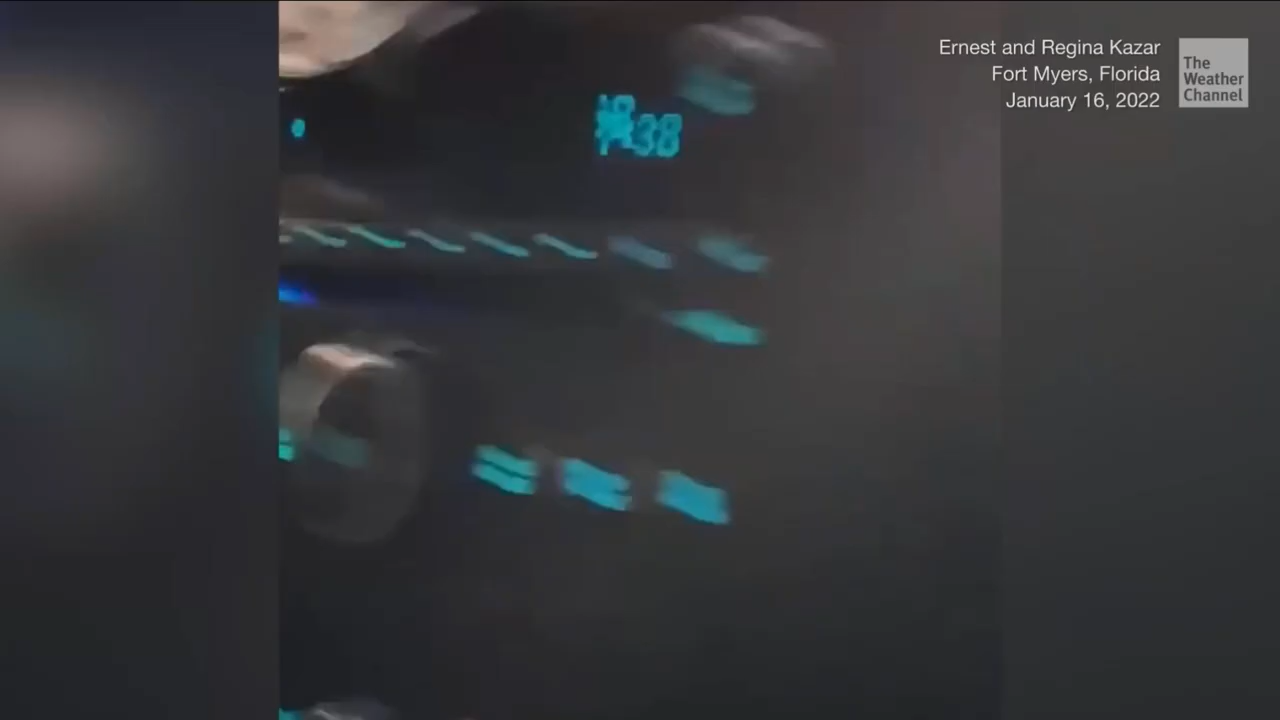 Ernest and Regina Kazar
Fort Myers, Florida
January 16, 2022
The
Weather
Channel